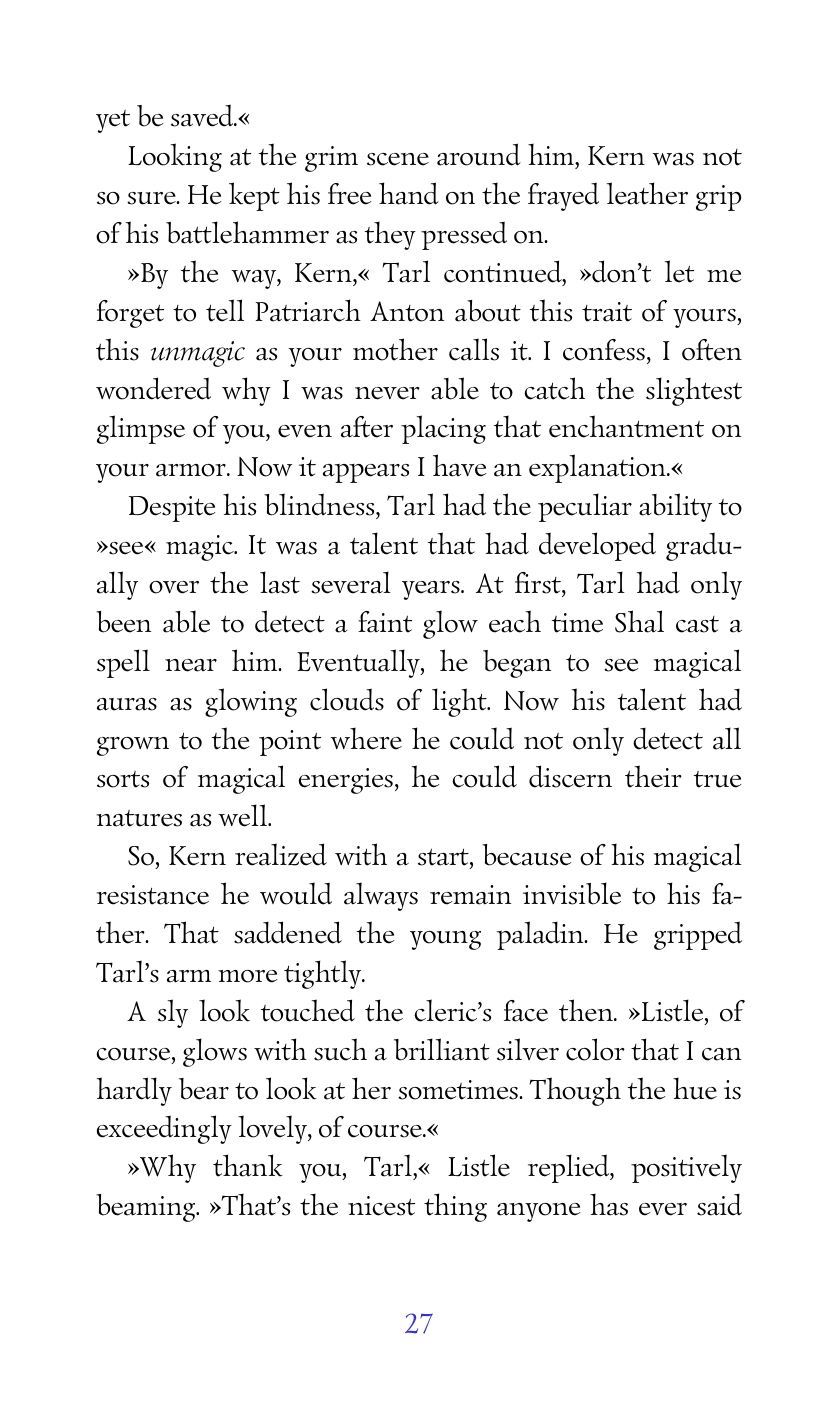 yet be saved.«
Looking at the grim scene around him, Kern was not
so sure. He kept his free hand on the frayed leather grip
of his battlehammer as they pressed on.
»By the way, Kern,« Tarl continued, »don’t let me
forget to tell Patriarch Anton about this trait of yours,
this unmagic as your mother calls it. I confess, I often
wondered why I was never able to catch the slightest
glimpse of you, even after placing that enchantment on
your armor. Now it appears I have an explanation.«
Despite his blindness, Tarl had the peculiar ability to
»see« magic. It was a talent that had developed gradu-
ally over the last several years. At first, Tarl had only
been able to detect a faint glow each time Shal cast a
spell near him. Eventually, he began to see magical
auras as glowing clouds of light. Now his talent had
grown to the point where he could not only detect all
sorts of magical energies, he could discern their true
natures as well.
So, Kern realized with a start, because of his magical
resistance he would always remain invisible to his fa-
ther. That saddened the young paladin. He gripped
Tarl’s arm more tightly.
A sly look touched the cleric’s face then. »Listle, of
course, glows with such a brilliant silver color that I can
hardly bear to look at her sometimes. Though the hue is
exceedingly lovely, of course.«
»Why thank you, Tarl,« Listle replied, positively
beaming. »That’s the nicest thing anyone has ever said
27